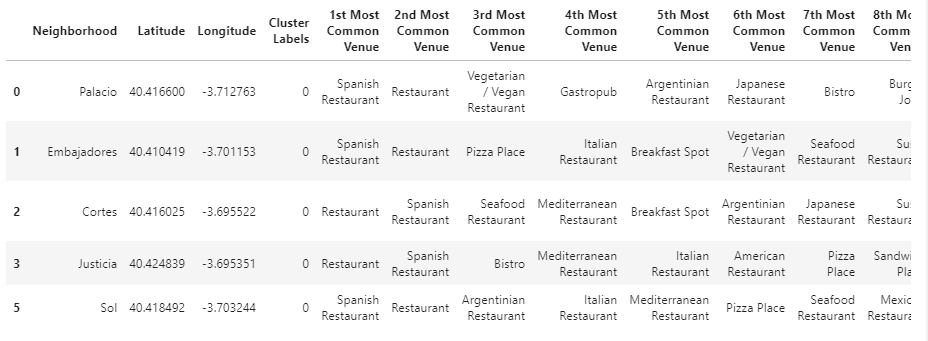 1st Most 2nd Most 3rd Most 4th Most 5th Most 6th Most 7th Most 8th
Neighborhood Latitude Longitude Cluster Labels Common Common Common Common Common Common Common Comm
Venue Venue Venue Venue Venue Venue Venue Ven
0 Palacio 40.416600 -3.712763 0 Spanish Restaurant Restaurant Vegetarian / Vegan Restaurant Gastropub Argentinian Restaurant Japanese Restaurant Bistro Burg Jo
1 Embajadores 40.410419 -3.701153 0 Spanish Restaurant Restaurant Pizza Place Italian Restaurant Breakfast Spot Vegetarian / Vegan Restaurant Seafood Restaurant Su Restaura
2 Cortes 40.416025 -3.695522 0 Restaurant Spanish Restaurant Seafood Restaurant Mediterranean Restaurant Breakfast Spot Argentinian Restaurant Japanese Restaurant Su Restaura
3 Justicia 40.424839 -3.695351 0 Restaurant Spanish Restaurant Bistro Mediterranean Restaurant Italian Restaurant American Restaurant Pizza Place Sandwi Pla
5 Sol 40.418492 -3.703244 0 Spanish Restaurant Restaurant Argentinian Restaurant Italian Restaurant Mediterranean Restaurant Pizza Place Seafood Restaurant Mexic Restaura